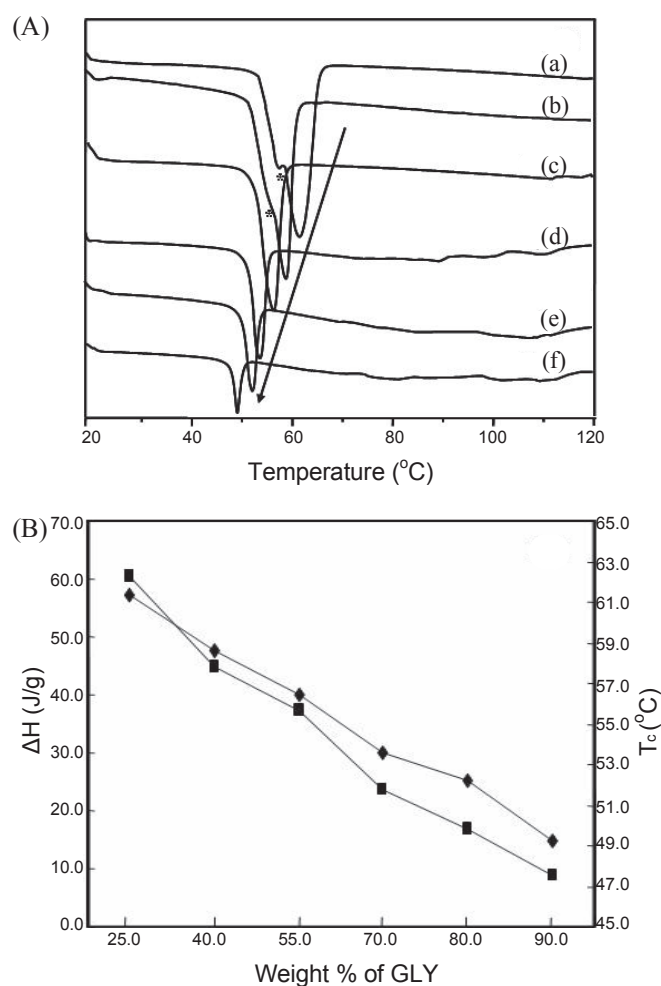 (A)
(a)
(b)
(c)
*
*
(d)
(e)
(f)
20 40 60 80 100 120
Temperature (°C)
(B)
70.0 65.0
60.0 63.0
50.0 61.0
40.0 59.0
30.0 57.0
20.0 55.0
10.0 53.0
0.0 51.0
49.0
47.0
45.0
ΔH (J/g)
Tc (°C)
25.0 40.0 55.0 70.0 80.0 90.0
Weight % of GLY